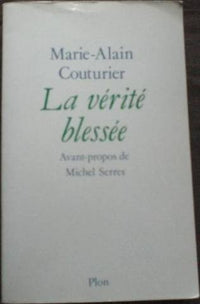 Marie-Alain
Couturier
La vérité
blessée
Avant-propos de
Michel Serres
Plon